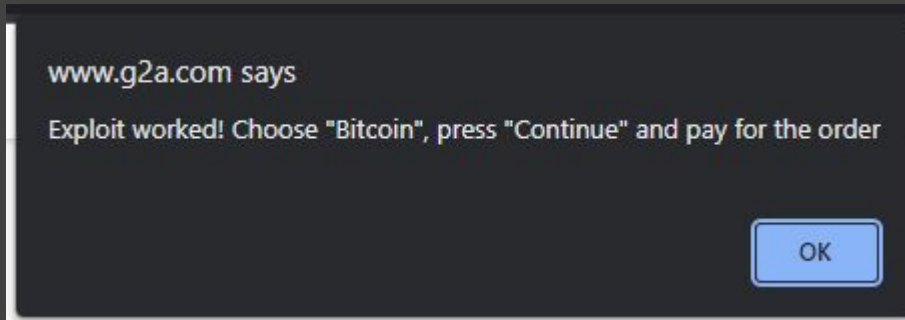 www.g2a.com says
Exploit worked! Choose "Bitcoin", press "Continue" and pay for the order
OK